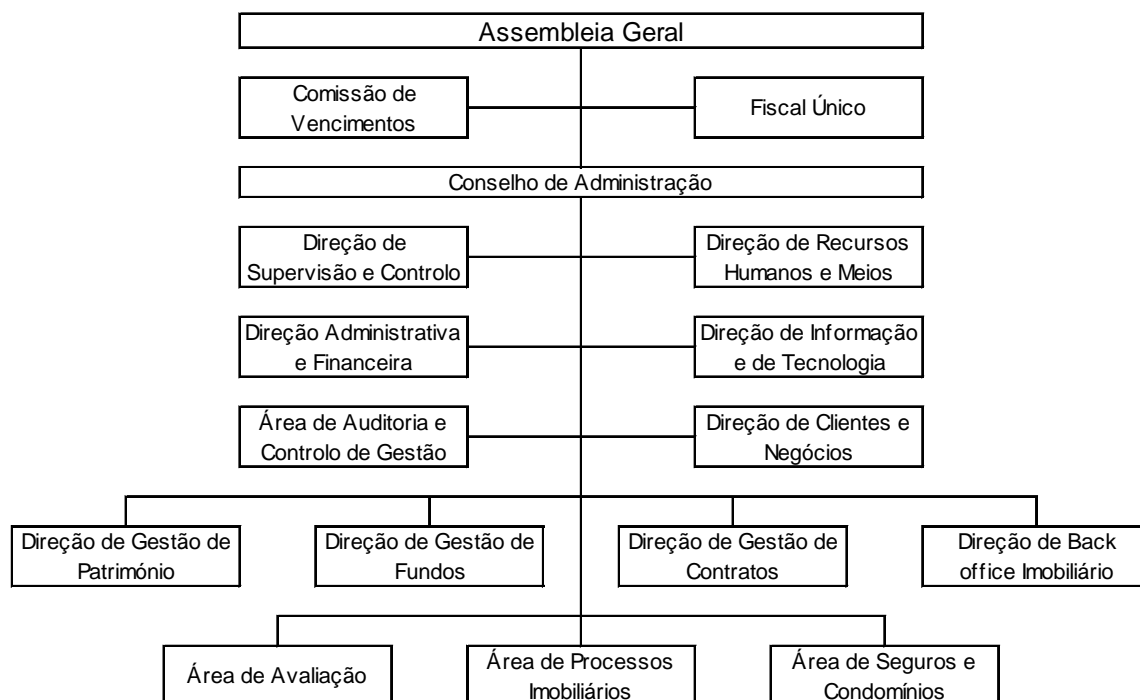 Assembleia Geral
Comissão de
Vencimentos
Fiscal Único
Conselho de Administração
Direção de
Supervisão e Controlo
Direção de Recursos
Humanos e Meios
Direção Administrativa
e Financeira
Direção de Informação
e de Tecnologia
Área de Auditoria e
Controlo de Gestão
Direção de Clientes e
Negócios
Direção de Gestão de
Património
Direção de Gestão de
Fundos
Direção de Gestão de
Contratos
Direção de Back
office Imobiliário
Área de Avaliação
Área de Processos
Imobiliários
Área de Seguros e
Condomínios